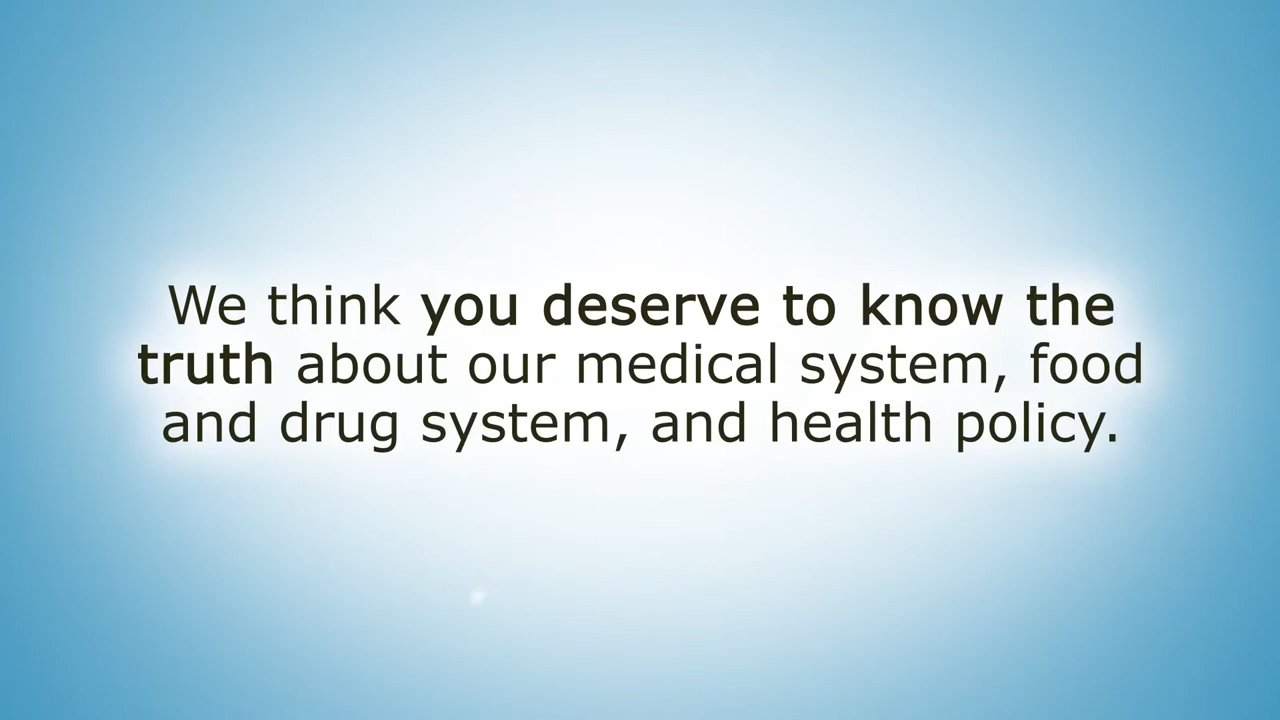 We think you deserve to know the
truth about our medical system, food
and drug system, and health policy.